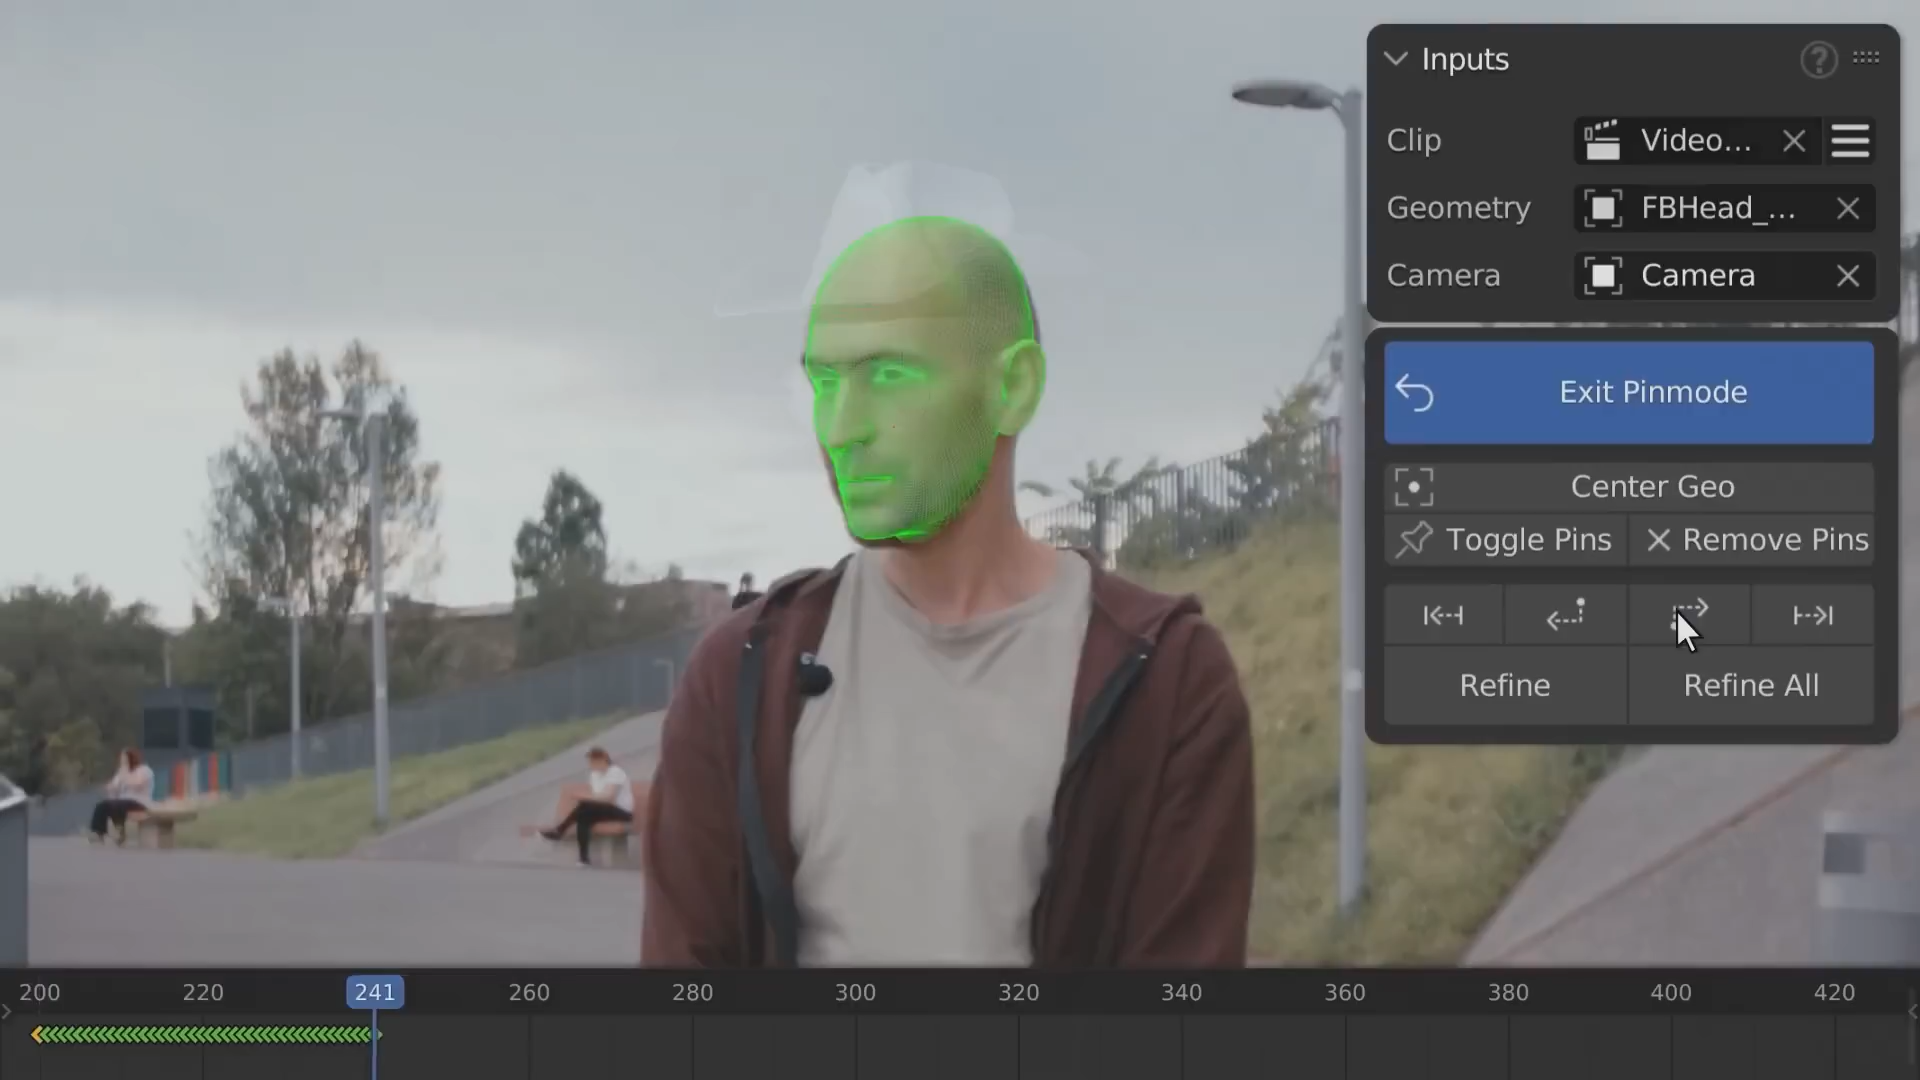 Inputs
?
Clip Video...
Geometry FBHead_...
Camera Camera
Exit Pinmode
Center Geo
Toggle Pins Remove Pins
Refine Refine All
200 220 241 260 280 300 320 340 360 380 400 420